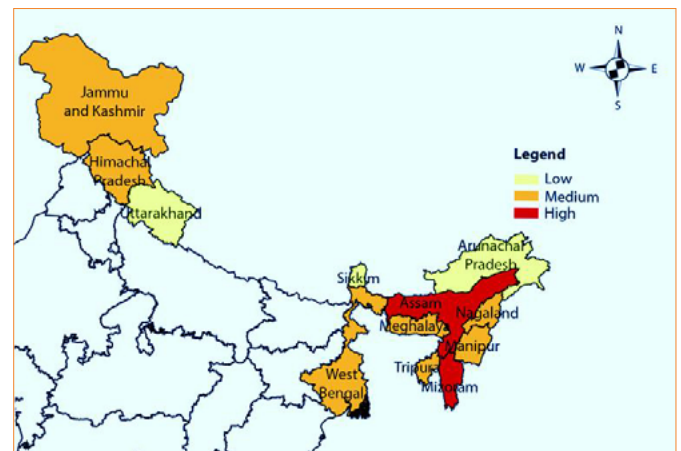 N
W
E
S
Jammu
and Kashmir
Himachal
Pradesh
Uttarakhand
Legend
Low
Medium
High
Arunachal
Pradesh
Sikkim
Assam
Nagaland
Meghalaya
Manipur
Tripura
Mizoram
West
Bengal